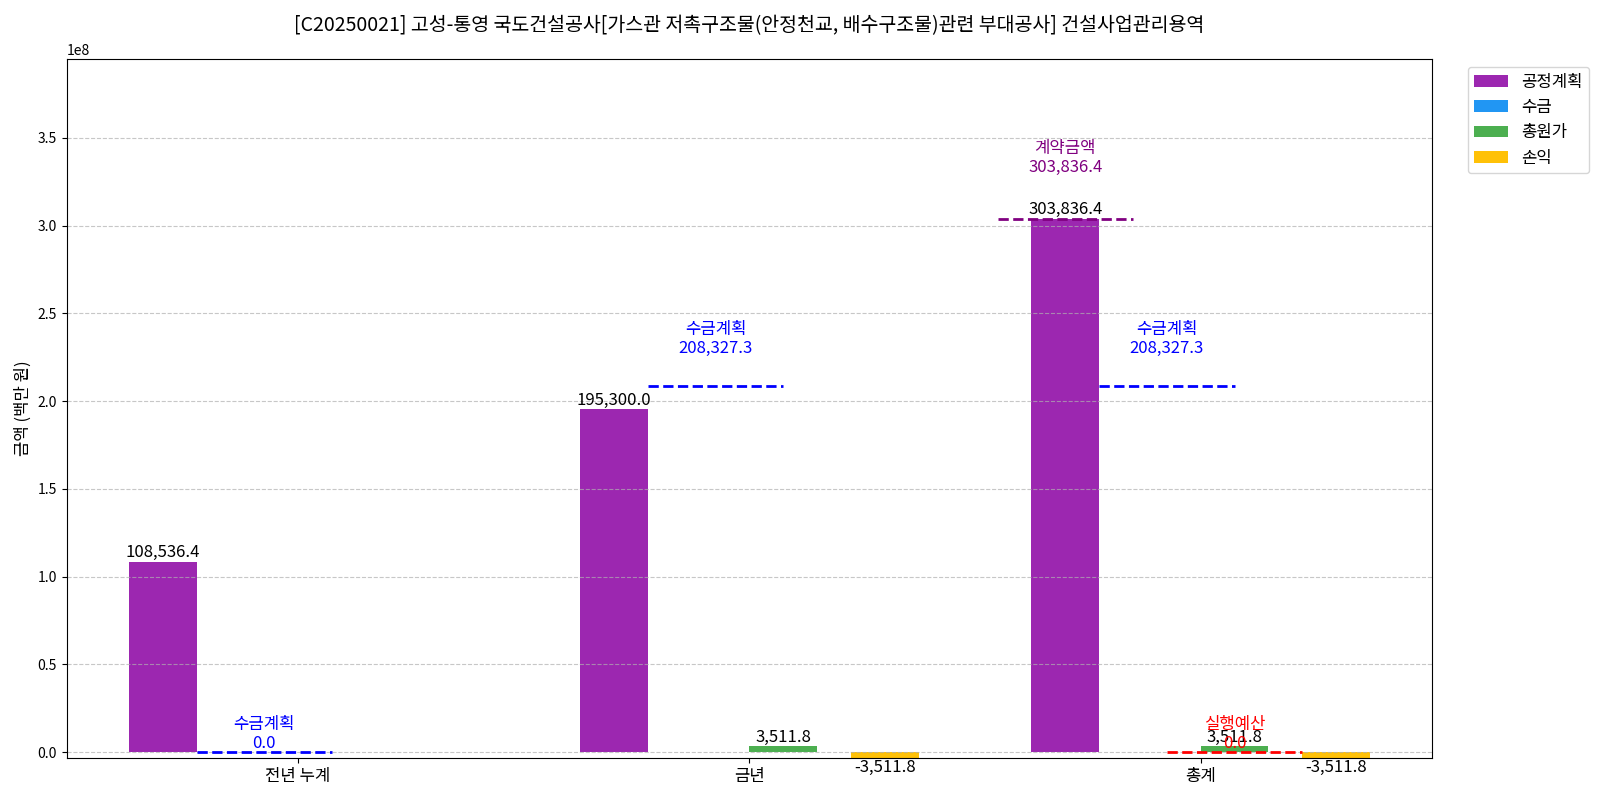 [C20250021] 고성-통영 국도건설공사[가스관 저촉구조물(안정천교, 배수구조물)관련 부대공사] 건설사업관리용역
1e8
공정계획
수금
총원가
손익
3.5
3.0
2.5
2.0
1.5
1.0
0.5
0.0
금액 (백만 원)
계약금액
303,836.4
303,836.4
수금계획
208,327.3
수금계획
208,327.3
195,300.0
108,536.4
수금계획
0.0
3,511.8
-3,511.8
실행예산
0.0
3,511.8
-3,511.8
전년 누계
금년
총계